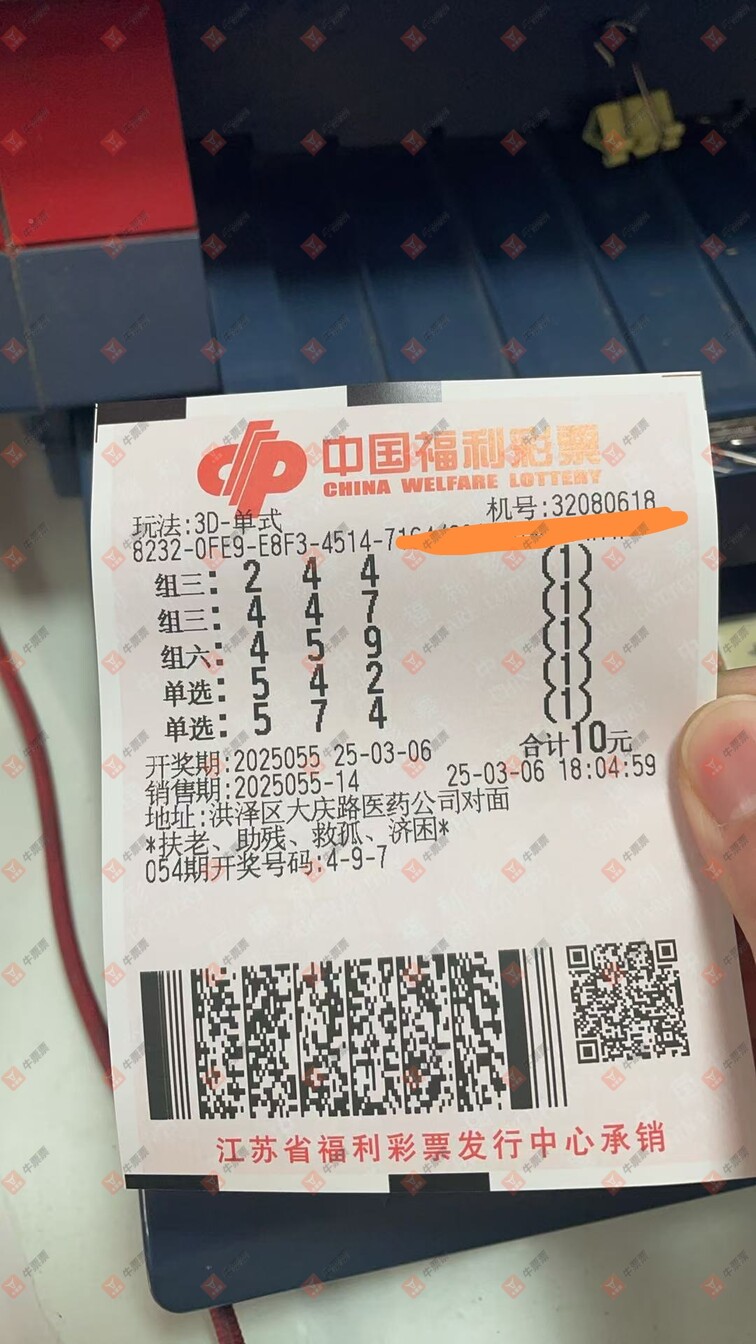 中国福利彩票
CHINA WELFARE LOTTERY
玩法:3D-单式 机号:32080618
8232-0FE9-E8F3-4514-7
组三: 2 4 4 (1)
组三: 4 4 7 (1)
组六: 4 5 9 (1)
单选: 5 4 2 (1)
单选: 5 7 4 (1)
合计10元
开奖期:2025055 25-03-06
销售期:2025055-14 25-03-06 18:04:59
地址:洪泽区大庆路医药公司对面
*扶老、助残、救孤、济困*
054期开奖号码:4-9-7
江苏省福利彩票发行中心承销